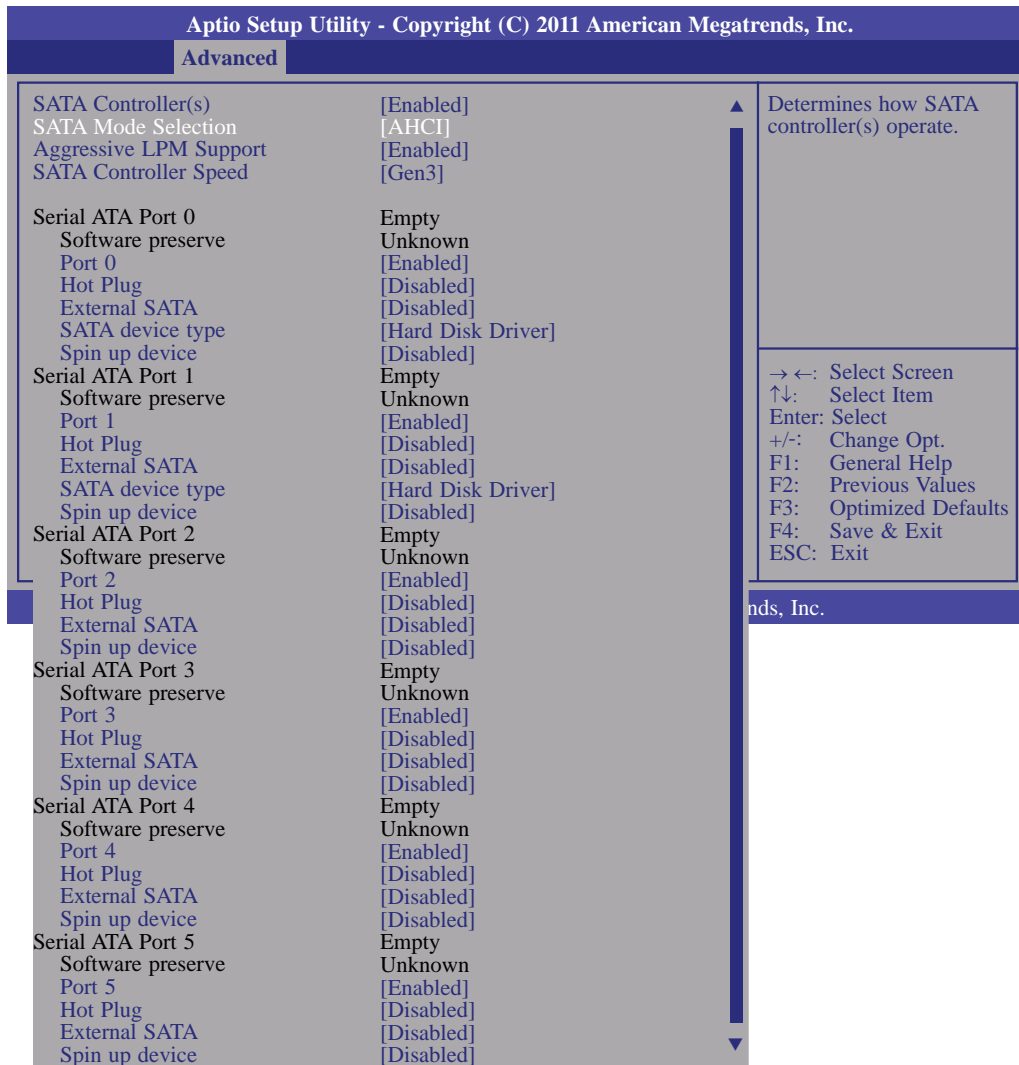 Aptio Setup Utility - Copyright (C) 2011 American Megatrends, Inc.
Advanced
SATA Controller(s) [Enabled]
SATA Mode Selection [AHCI]
Aggressive LPM Support [Enabled]
SATA Controller Speed [Gen3]
Serial ATA Port 0 Empty
Software preserve Unknown
Port 0 [Enabled]
Hot Plug [Disabled]
External SATA [Disabled]
SATA device type [Hard Disk Driver]
Spin up device [Disabled]
Serial ATA Port 1 Empty
Software preserve Unknown
Port 1 [Enabled]
Hot Plug [Disabled]
External SATA [Disabled]
SATA device type [Hard Disk Driver]
Spin up device [Disabled]
Serial ATA Port 2 Empty
Software preserve Unknown
Port 2 [Enabled]
Hot Plug [Disabled]
External SATA [Disabled]
Spin up device [Disabled]
Serial ATA Port 3 Empty
Software preserve Unknown
Port 3 [Enabled]
Hot Plug [Disabled]
External SATA [Disabled]
Spin up device [Disabled]
Serial ATA Port 4 Empty
Software preserve Unknown
Port 4 [Enabled]
Hot Plug [Disabled]
External SATA [Disabled]
Spin up device [Disabled]
Serial ATA Port 5 Empty
Software preserve Unknown
Port 5 [Enabled]
Hot Plug [Disabled]
External SATA [Disabled]
Spin up device [Disabled]
Determines how SATA
controller(s) operate.
→ ←: Select Screen
↑↓: Select Item
Enter: Select
+/-: Change Opt.
F1: General Help
F2: Previous Values
F3: Optimized Defaults
F4: Save & Exit
ESC: Exit
nds, Inc.